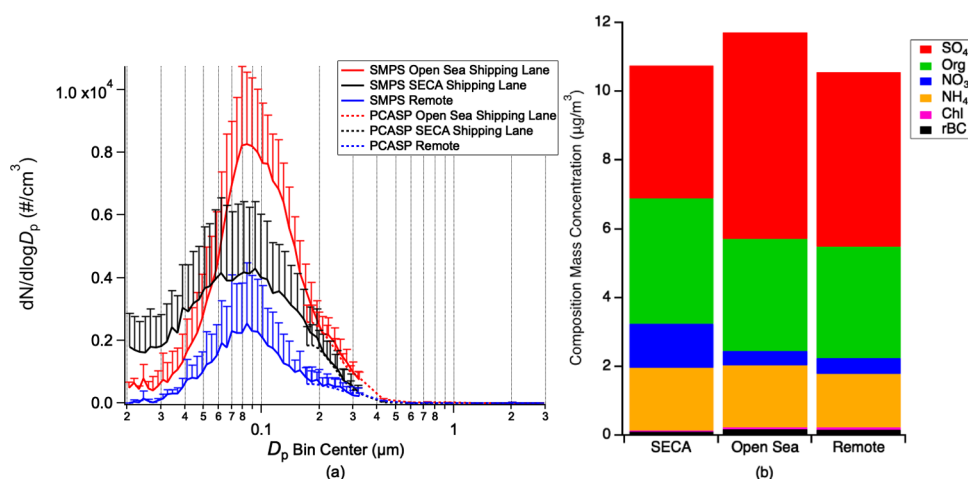 dN/dlogDp (#/cm3)
1.0 x10⁴
0.8
0.6
0.4
0.2
0.0
SMPS Open Sea Shipping Lane
SMPS SECA Shipping Lane
SMPS Remote
PCASP Open Sea Shipping Lane
PCASP SECA Shipping Lane
PCASP Remote
2 3 4 5 6 7 8 0.1 2 3 4 5 6 7 8 1 2 3
Dp Bin Center (µm)
(a)
Composition Mass Concentration (µg/m3)
12
10
8
6
4
2
0
SECA Open Sea Remote
(b)
SO4
Org
NO3
NH4
Chl
rBC